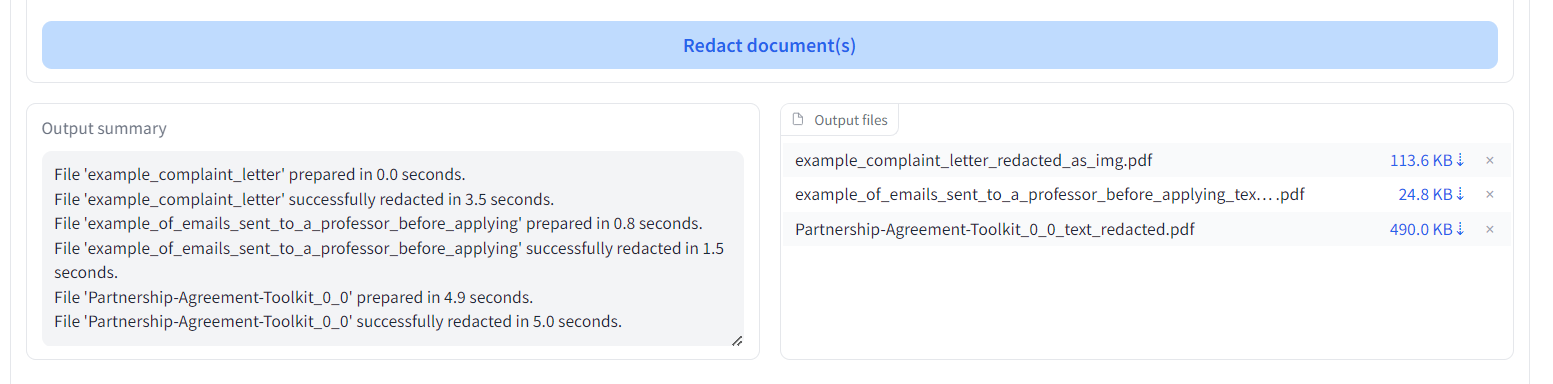 Redact document(s)
Output summary
File 'example_complaint_letter' prepared in 0.0 seconds.
File 'example_complaint_letter' successfully redacted in 3.5 seconds.
File 'example_of_emails_sent_to_a_professor_before_applying' prepared in 0.8 seconds.
File 'example_of_emails_sent_to_a_professor_before_applying' successfully redacted in 1.5
seconds.
File 'Partnership-Agreement-Toolkit_0_0' prepared in 4.9 seconds.
File 'Partnership-Agreement-Toolkit_0_0' successfully redacted in 5.0 seconds.
Output files
example_complaint_letter_redacted_as_img.pdf 113.6 KB⇣ ×
example_of_emails_sent_to_a_professor_before_applying_tex….pdf 24.8 KB⇣ ×
Partnership-Agreement-Toolkit_0_0_text_redacted.pdf 490.0 KB⇣ ×